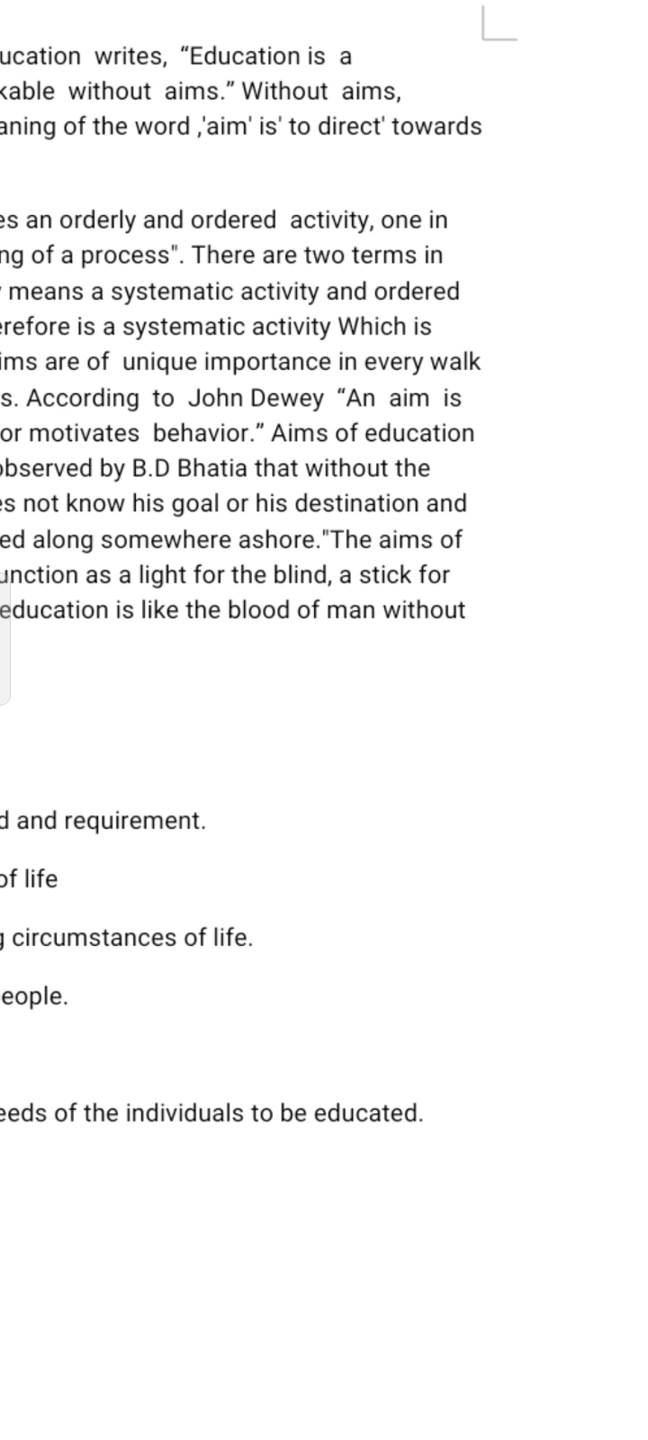 ucation writes, “Education is a
kable without aims.” Without aims,
aning of the word ,'aim' is' to direct' towards
es an orderly and ordered activity, one in
ng of a process". There are two terms in
means a systematic activity and ordered
erefore is a systematic activity Which is
ims are of unique importance in every walk
s. According to John Dewey “An aim is
or motivates behavior.” Aims of education
observed by B.D Bhatia that without the
es not know his goal or his destination and
ed along somewhere ashore."The aims of
unction as a light for the blind, a stick for
education is like the blood of man without
d and requirement.
of life
g circumstances of life.
eople.
eeds of the individuals to be educated.